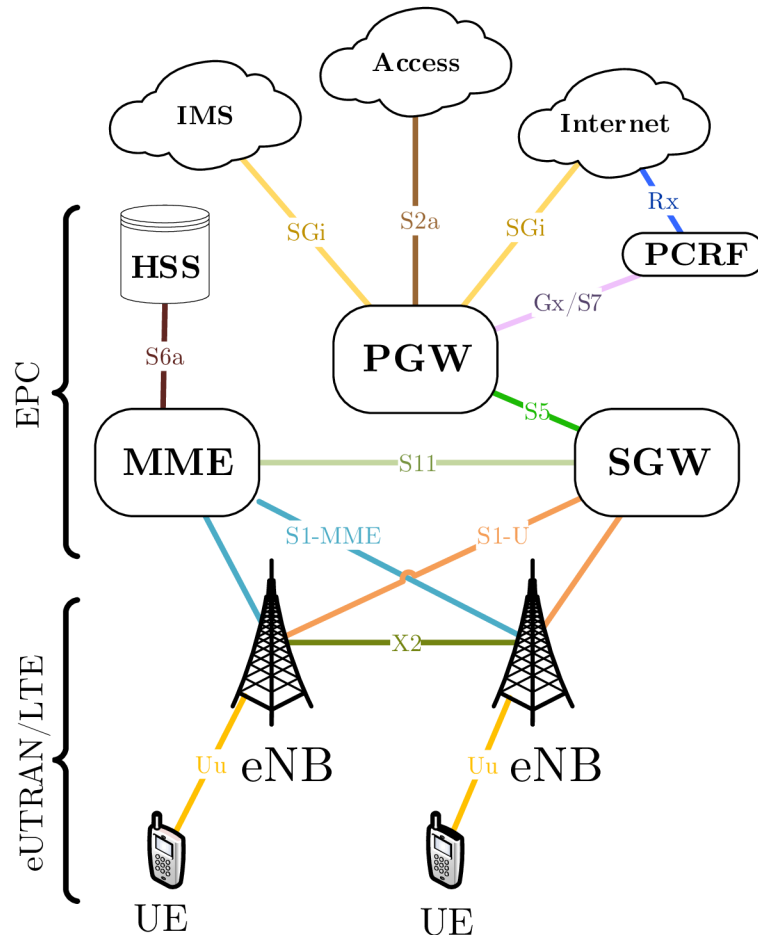 Access
IMS
Internet
Rx
SGi
S2a
SGi
HSS
PCRF
Gx/S7
S6a
PGW
EPC
S5
MME
S11
SGW
S1-MME
S1-U
X2
eUTRAN/LTE
Uu
eNB
Uu
eNB
UE
UE